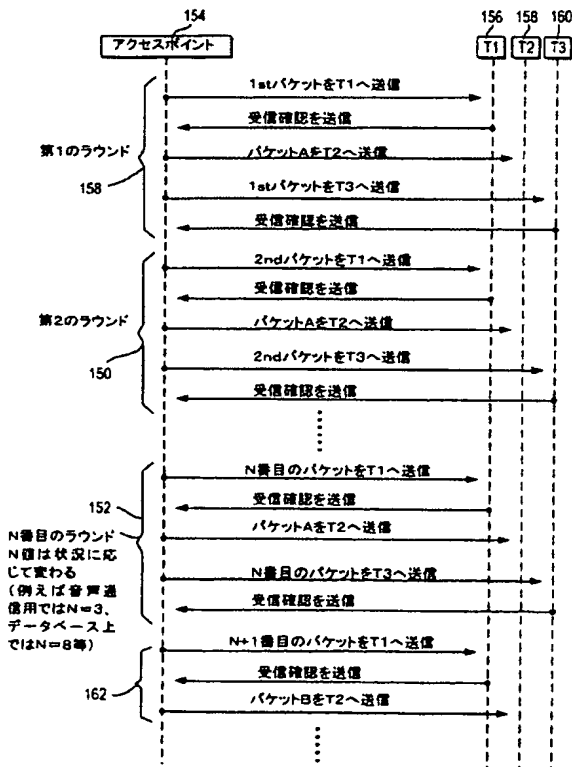 154
156
158
160
アクセスポイント
T1
T2
T3
1stパケットをT1へ送信
受信確認を送信
パケットAをT2へ送信
1stパケットをT3へ送信
受信確認を送信
第1のラウンド
158
2ndパケットをT1へ送信
受信確認を送信
パケットAをT2へ送信
2ndパケットをT3へ送信
受信確認を送信
第2のラウンド
150
N番目のパケットをT1へ送信
受信確認を送信
パケットAをT2へ送信
N番目のパケットをT3へ送信
受信確認を送信
152
N番目のラウンド
N値は状況に応
じて変わる
(例えば音声通
信用ではN=3、
データベース上
ではN=8等)
N+1番目のパケットをT1へ送信
受信確認を送信
パケットBをT2へ送信
162